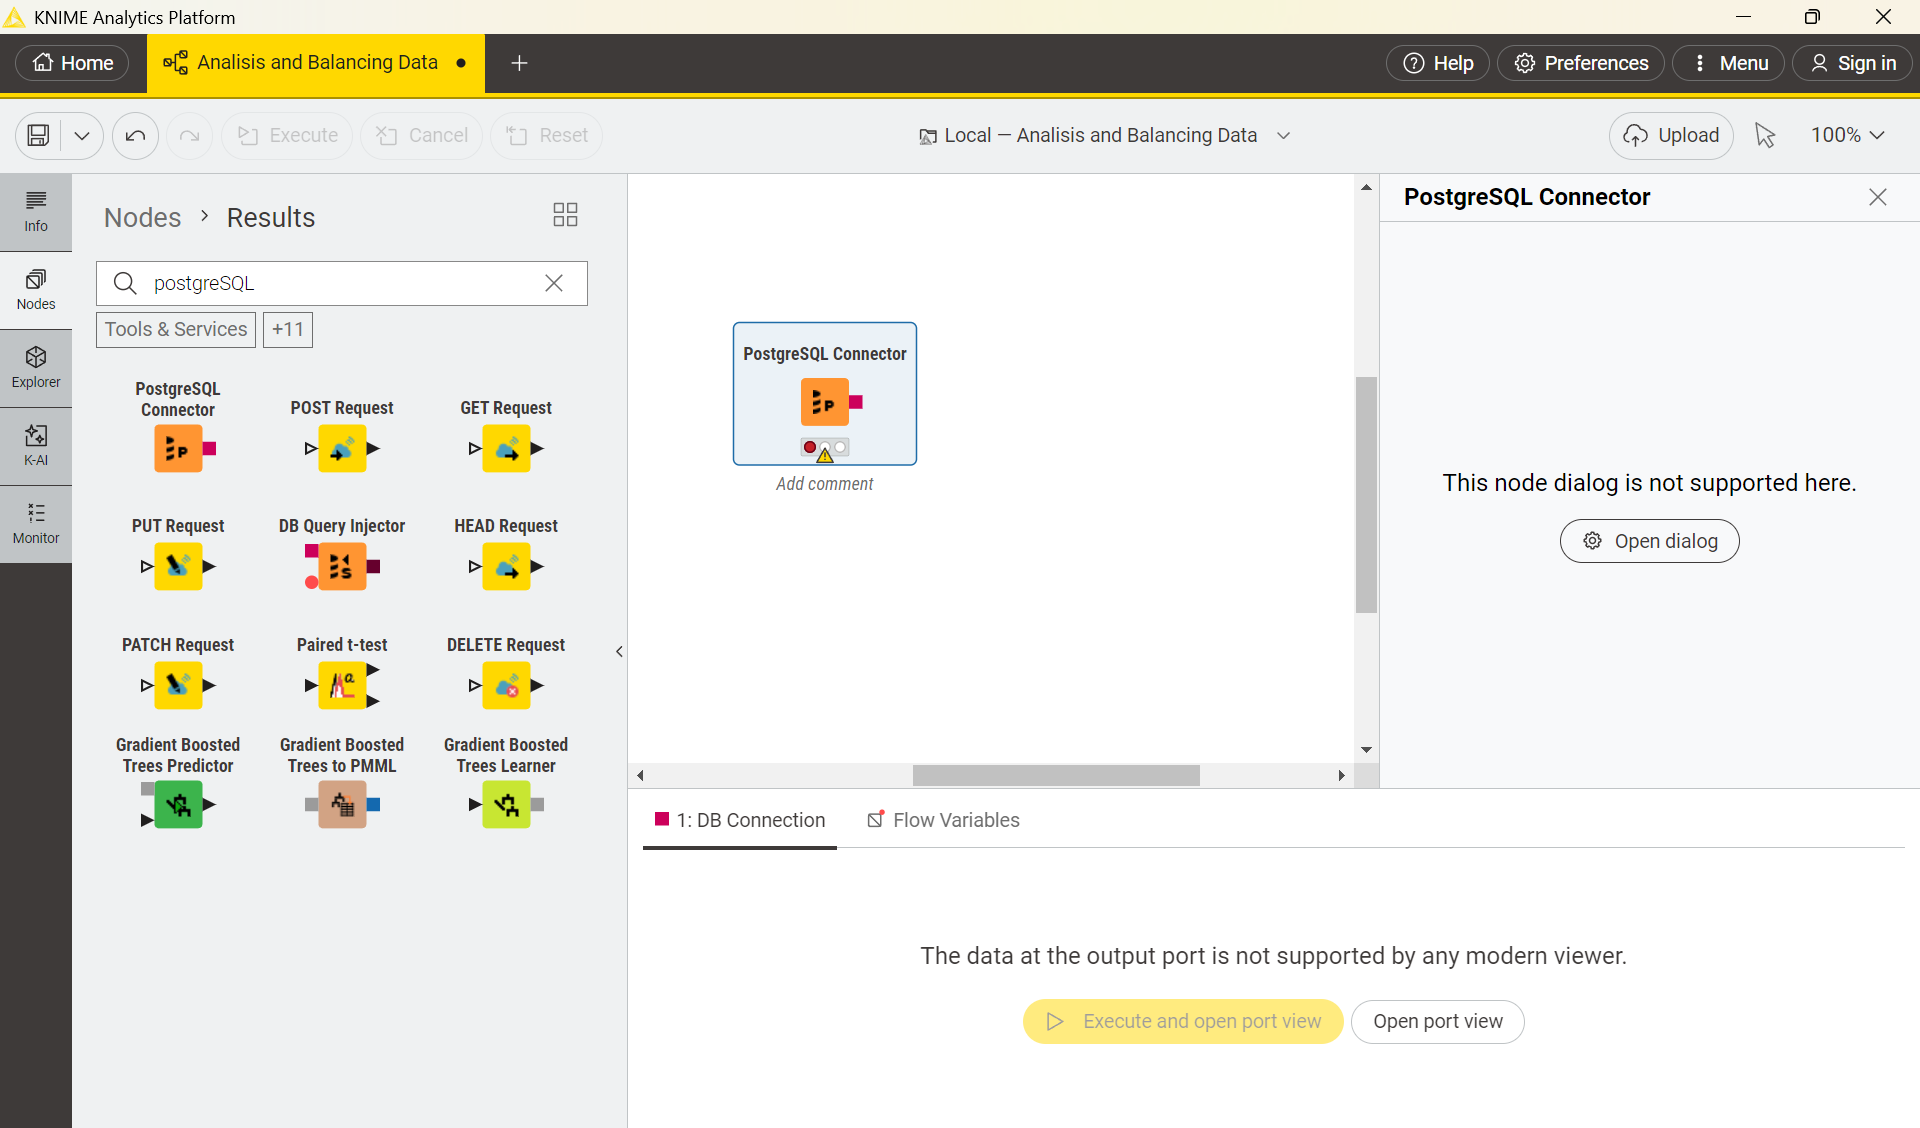 KNIME Analytics Platform
Home
Analisis and Balancing Data
Help
Preferences
Menu
Sign in
Execute
Cancel
Reset
Local — Analisis and Balancing Data
Upload
100%
Info
Nodes
Explorer
K-AI
Monitor
Nodes > Results
postgreSQL
Tools & Services
+11
PostgreSQL
Connector
POST Request
GET Request
PUT Request
DB Query Injector
HEAD Request
PATCH Request
Paired t-test
DELETE Request
Gradient Boosted
Trees Predictor
Gradient Boosted
Trees to PMML
Gradient Boosted
Trees Learner
PostgreSQL Connector
Add comment
PostgreSQL Connector
This node dialog is not supported here.
Open dialog
1: DB Connection
Flow Variables
The data at the output port is not supported by any modern viewer.
Execute and open port view
Open port view